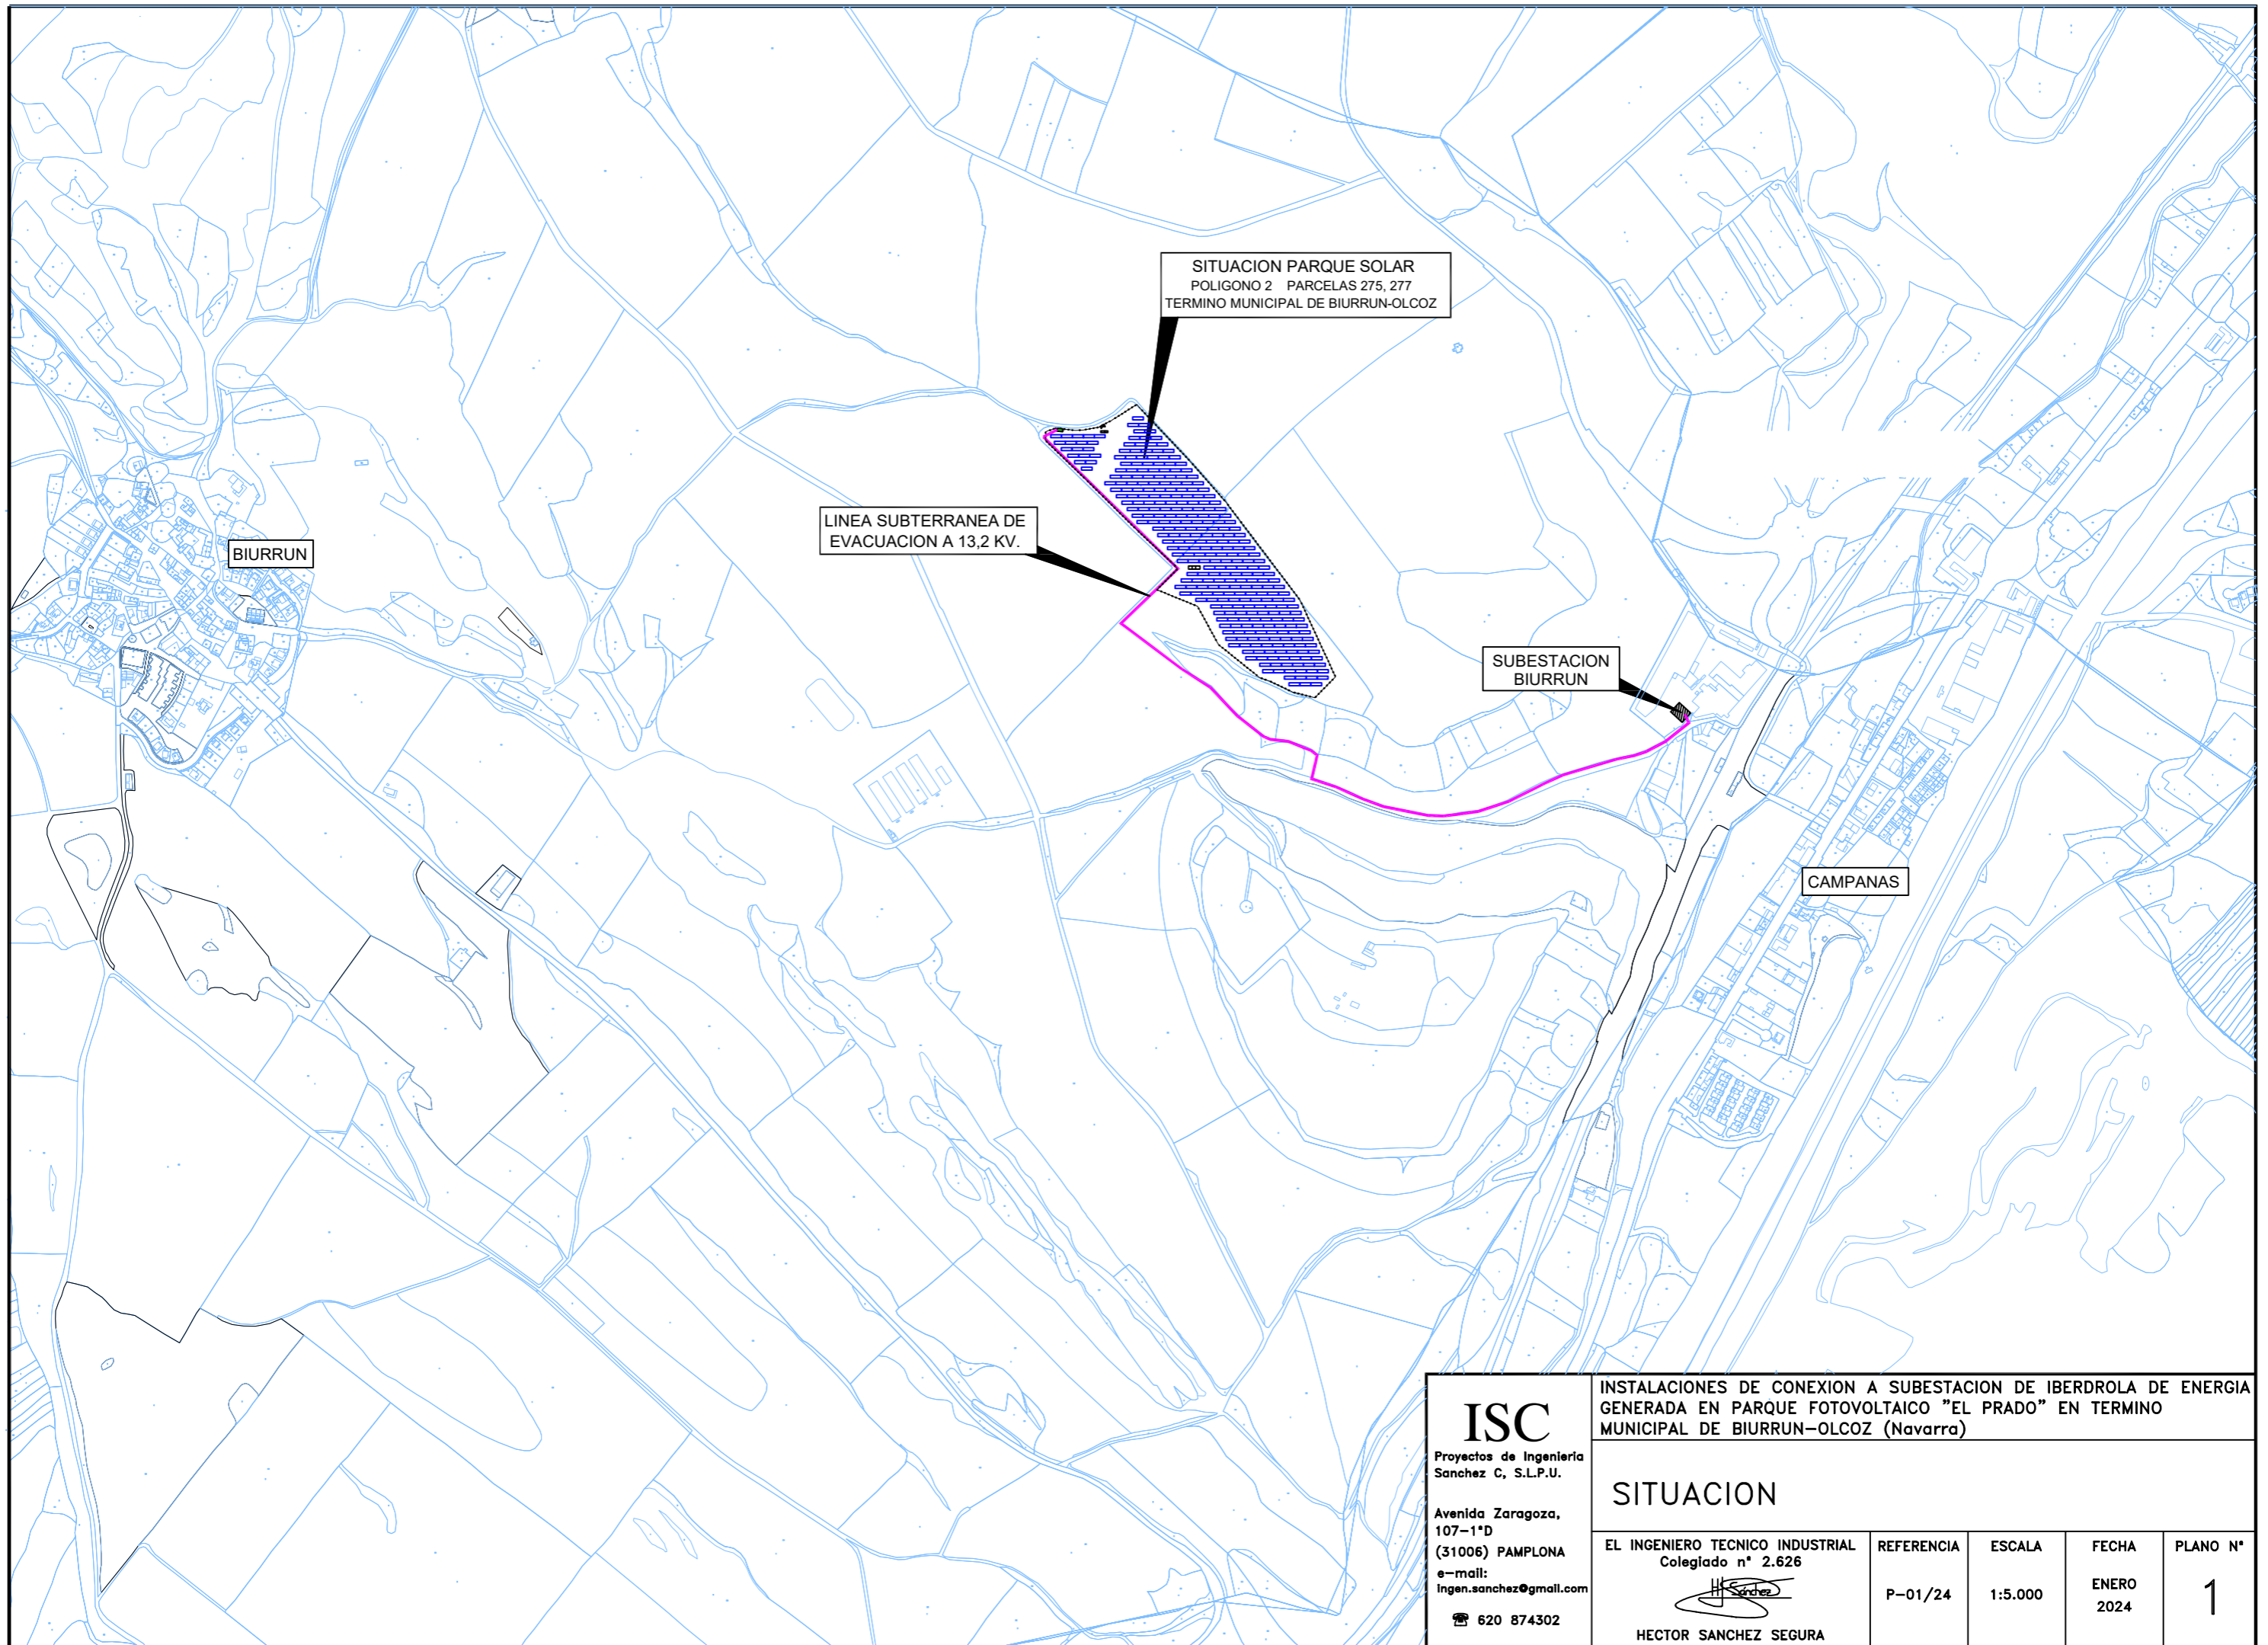 SITUACION PARQUE SOLAR
POLIGONO 2 PARCELAS 275, 277
TERMINO MUNICIPAL DE BIURRUN-OLCOZ
LINEA SUBTERRANEA DE
EVACUACION A 13,2 KV.
BIURRUN
SUBESTACION
BIURRUN
CAMPANAS
ISC
Proyectos de Ingenieria
Sanchez C, S.L.P.U.
Avenida Zaragoza,
107-1ºD
(31006) PAMPLONA
e-mail:
ingen.sanchez@gmail.com
☎ 620 874302
INSTALACIONES DE CONEXION A SUBESTACION DE IBERDROLA DE ENERGIA
GENERADA EN PARQUE FOTOVOLTAICO "EL PRADO" EN TERMINO
MUNICIPAL DE BIURRUN-OLCOZ (Navarra)
SITUACION
EL INGENIERO TECNICO INDUSTRIAL
Colegiado nº 2.626
HSánchez
HECTOR SANCHEZ SEGURA
REFERENCIA
P-01/24
ESCALA
1:5.000
FECHA
ENERO
2024
PLANO Nº
1